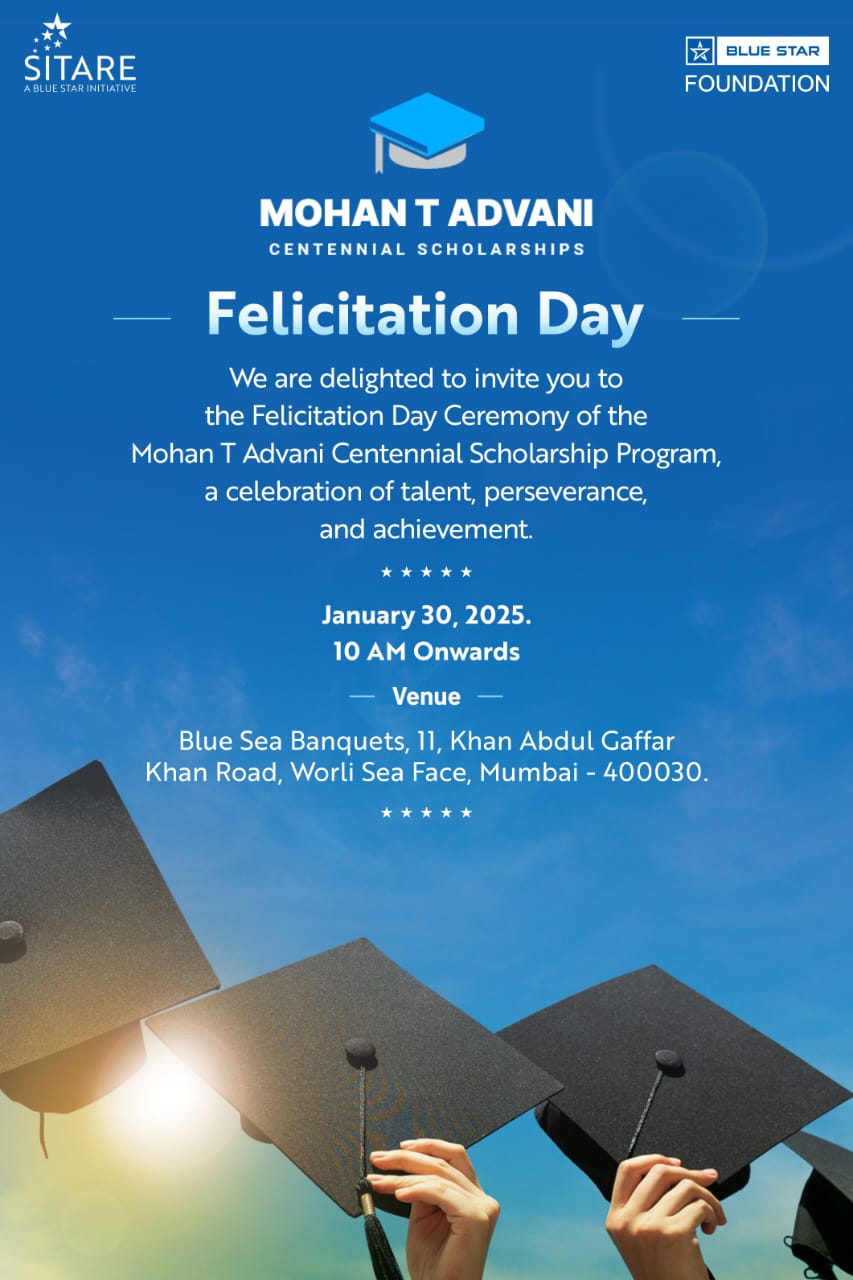 SITARE
A BLUE STAR INITIATIVE
BLUE STAR
FOUNDATION
MOHAN T ADVANI
CENTENNIAL SCHOLARSHIPS
Felicitation Day
We are delighted to invite you to
the Felicitation Day Ceremony of the
Mohan T Advani Centennial Scholarship Program,
a celebration of talent, perseverance,
and achievement.
January 30, 2025.
10 AM Onwards
Venue
Blue Sea Banquets, 11, Khan Abdul Gaffar
Khan Road, Worli Sea Face, Mumbai - 400030.